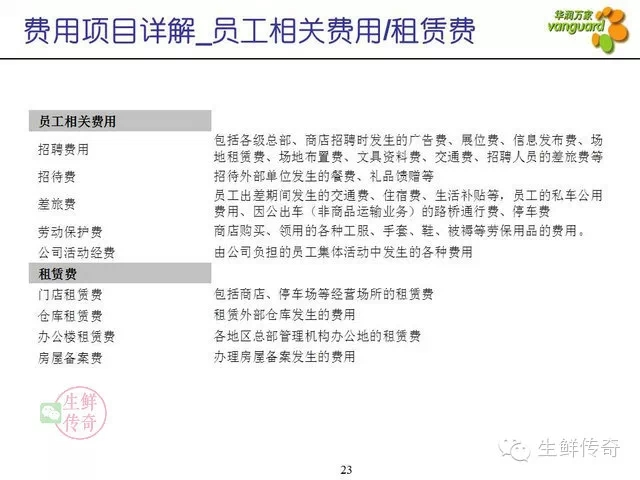 费用项目详解_员工相关费用/租赁费
华润万家
vanguard
员工相关费用
招聘费用 包括各级总部、商店招聘时发生的广告费、展位费、信息发布费、场
地租赁费、场地布置费、文具资料费、交通费、招聘人员的差旅费等
招待费 招待外部单位发生的餐费、礼品馈赠等
差旅费 员工出差期间发生的交通费、住宿费、生活补贴等，员工的私车公用
费用、因公出车（非商品运输业务）的路桥通行费、停车费
劳动保护费 商店购买、领用的各种工服、手套、鞋、被褥等劳保用品的费用。
公司活动经费 由公司负担的员工集体活动中发生的各种费用
租赁费
门店租赁费 包括商店、停车场等经营场所的租赁费
仓库租赁费 租赁外部仓库发生的费用
办公楼租赁费 各地区总部管理机构办公地的租赁费
房屋备案费 办理房屋备案发生的费用
生鲜
传奇
生鲜传奇
23